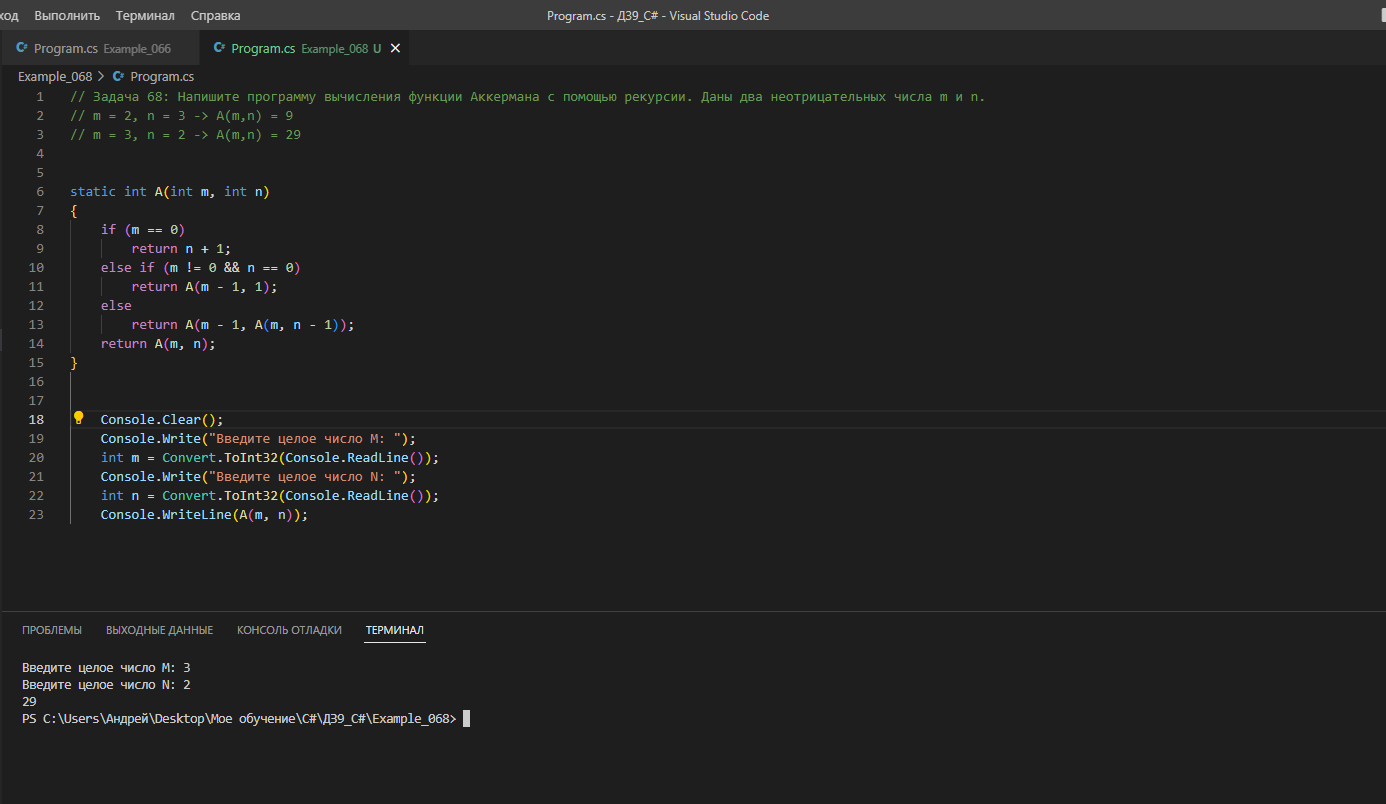 ход Выполнить Терминал Справка Program.cs - ДЗ9_C# - Visual Studio Code
Program.cs Example_066 Program.cs Example_068 U
Example_068 > Program.cs
1 // Задача 68: Напишите программу вычисления функции Аккермана с помощью рекурсии. Даны два неотрицательных числа m и n.
2 // m = 2, n = 3 -> A(m,n) = 9
3 // m = 3, n = 2 -> A(m,n) = 29
4
5
6 static int A(int m, int n)
7 {
8 if (m == 0)
9 return n + 1;
10 else if (m != 0 && n == 0)
11 return A(m - 1, 1);
12 else
13 return A(m - 1, A(m, n - 1));
14 return A(m, n);
15 }
16
17
18 Console.Clear();
19 Console.Write("Введите целое число M: ");
20 int m = Convert.ToInt32(Console.ReadLine());
21 Console.Write("Введите целое число N: ");
22 int n = Convert.ToInt32(Console.ReadLine());
23 Console.WriteLine(A(m, n));
ПРОБЛЕМЫ ВЫХОДНЫЕ ДАННЫЕ КОНСОЛЬ ОТЛАДКИ ТЕРМИНАЛ
Введите целое число M: 3
Введите целое число N: 2
29
PS C:\Users\Андрей\Desktop\Мое обучение\C#\ДЗ9_C#\Example_068>